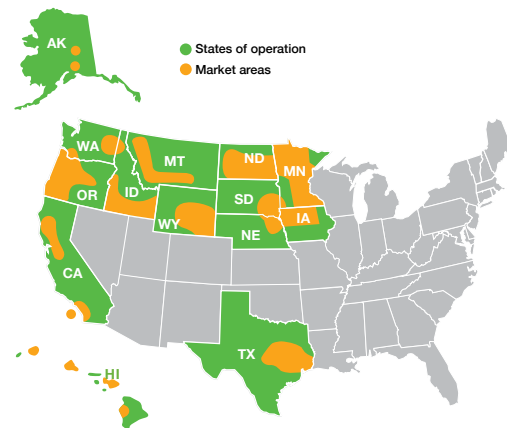 AK
States of operation
Market areas
WA
MT
ND
MN
OR
ID
SD
WY
IA
NE
CA
TX
HI